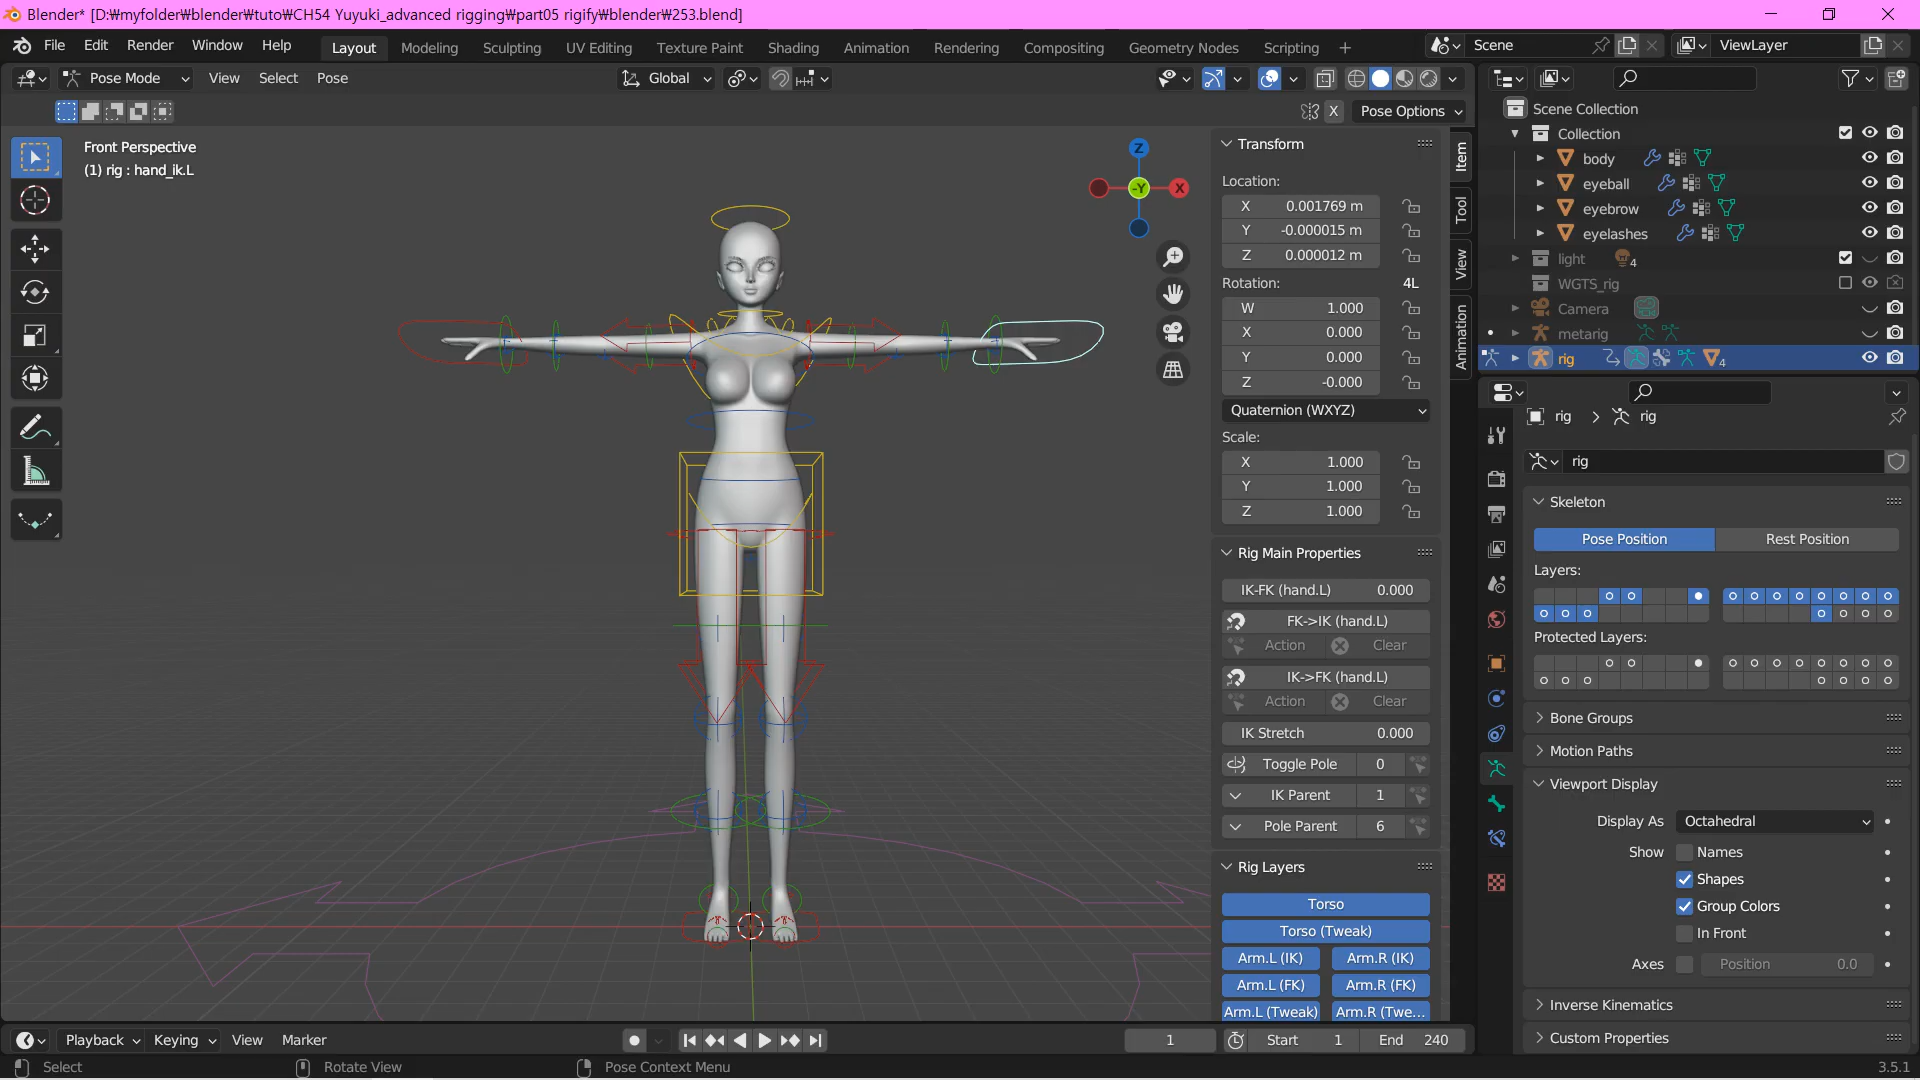 Blender* [D:₩myfolder₩blender₩tuto₩CH54 Yuyuki_advanced rigging₩part05 rigify₩blender₩253.blend]
File Edit Render Window Help Layout Modeling Sculpting UV Editing Texture Paint Shading Animation Rendering Compositing Geometry Nodes Scripting + Scene ViewLayer
Pose Mode View Select Pose Global
X Pose Options
Front Perspective
(1) rig : hand_ik.L
Z
-Y
X
Item
Tool
View
Animation
Transform
Location:
X 0.001769 m
Y -0.000015 m
Z 0.000012 m
Rotation: 4L
W 1.000
X 0.000
Y 0.000
Z -0.000
Quaternion (WXYZ)
Scale:
X 1.000
Y 1.000
Z 1.000
Rig Main Properties
IK-FK (hand.L) 0.000
FK->IK (hand.L)
Action Clear
IK->FK (hand.L)
Action Clear
IK Stretch 0.000
Toggle Pole 0
IK Parent 1
Pole Parent 6
Rig Layers
Torso
Torso (Tweak)
Arm.L (IK) Arm.R (IK)
Arm.L (FK) Arm.R (FK)
Arm.L (Tweak) Arm.R (Twe...
Scene Collection
Collection
body
eyeball
eyebrow
eyelashes
light 4
WGTS_rig
Camera
metarig
rig 4
rig > rig
rig
Skeleton
Pose Position Rest Position
Layers:
Protected Layers:
Bone Groups
Motion Paths
Viewport Display
Display As Octahedral
Show Names
Shapes
Group Colors
In Front
Axes Position 0.0
Inverse Kinematics
Custom Properties
Playback Keying View Marker 1 Start 1 End 240
Select Rotate View Pose Context Menu 3.5.1